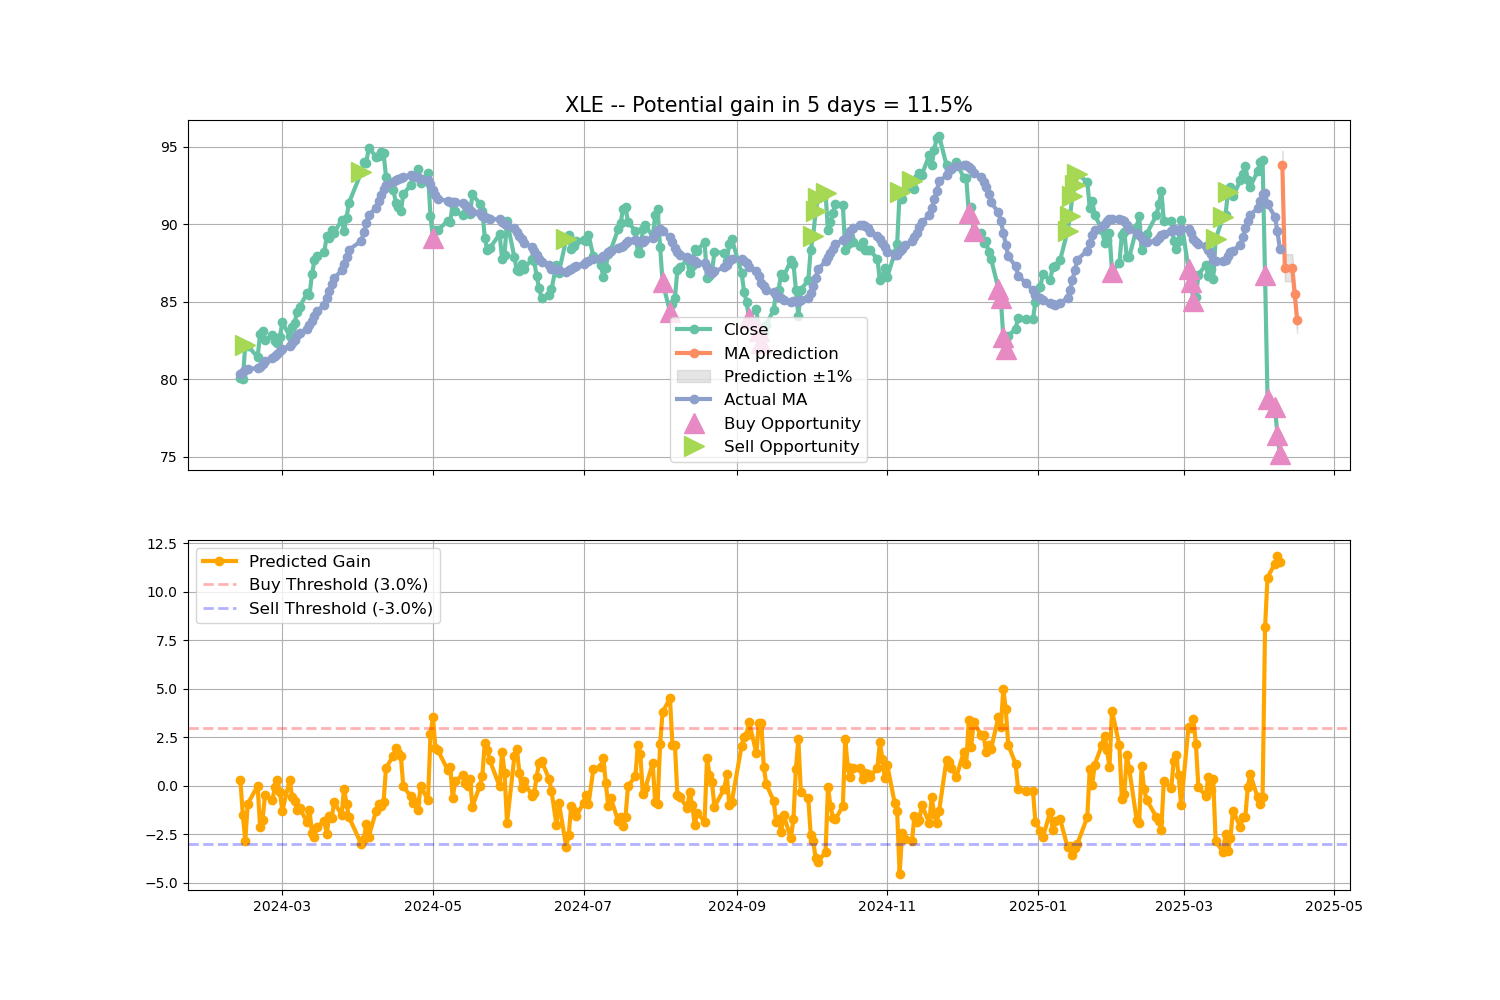 XLE -- Potential gain in 5 days = 11.5%
95
90
85
80
75
Close
MA prediction
Prediction ±1%
Actual MA
Buy Opportunity
Sell Opportunity
12.5
10.0
7.5
5.0
2.5
0.0
−2.5
−5.0
Predicted Gain
Buy Threshold (3.0%)
Sell Threshold (-3.0%)
2024-03 2024-05 2024-07 2024-09 2024-11 2025-01 2025-03 2025-05